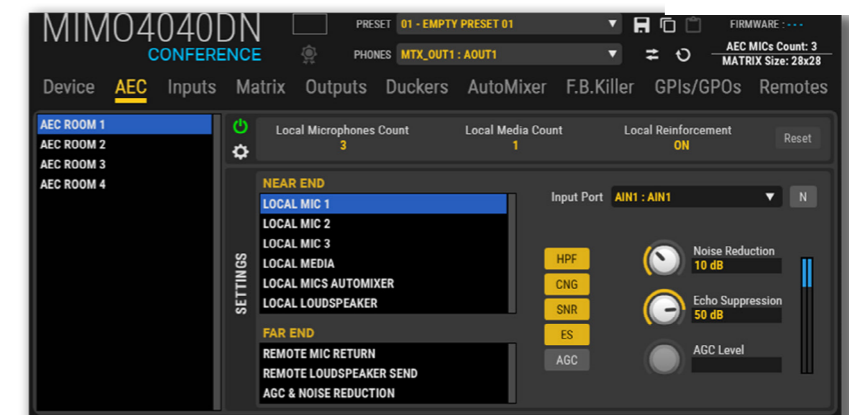 MIMO4040DN
CONFERENCE
PRESET 01 - EMPTY PRESET 01
PHONES MTX_OUT1 : AOUT1
FIRMWARE : ---
AEC MICs Count: 3
MATRIX Size: 28x28
Device AEC Inputs Matrix Outputs Duckers AutoMixer F.B.Killer GPIs/GPOs Remotes
AEC ROOM 1
AEC ROOM 2
AEC ROOM 3
AEC ROOM 4
Local Microphones Count
3
Local Media Count
1
Local Reinforcement
ON
Reset
SETTINGS
NEAR END
LOCAL MIC 1
LOCAL MIC 2
LOCAL MIC 3
LOCAL MEDIA
LOCAL MICS AUTOMIXER
LOCAL LOUDSPEAKER
FAR END
REMOTE MIC RETURN
REMOTE LOUDSPEAKER SEND
AGC & NOISE REDUCTION
Input Port AIN1 : AIN1 N
HPF
CNG
SNR
ES
AGC
Noise Reduction
10 dB
Echo Suppression
50 dB
AGC Level